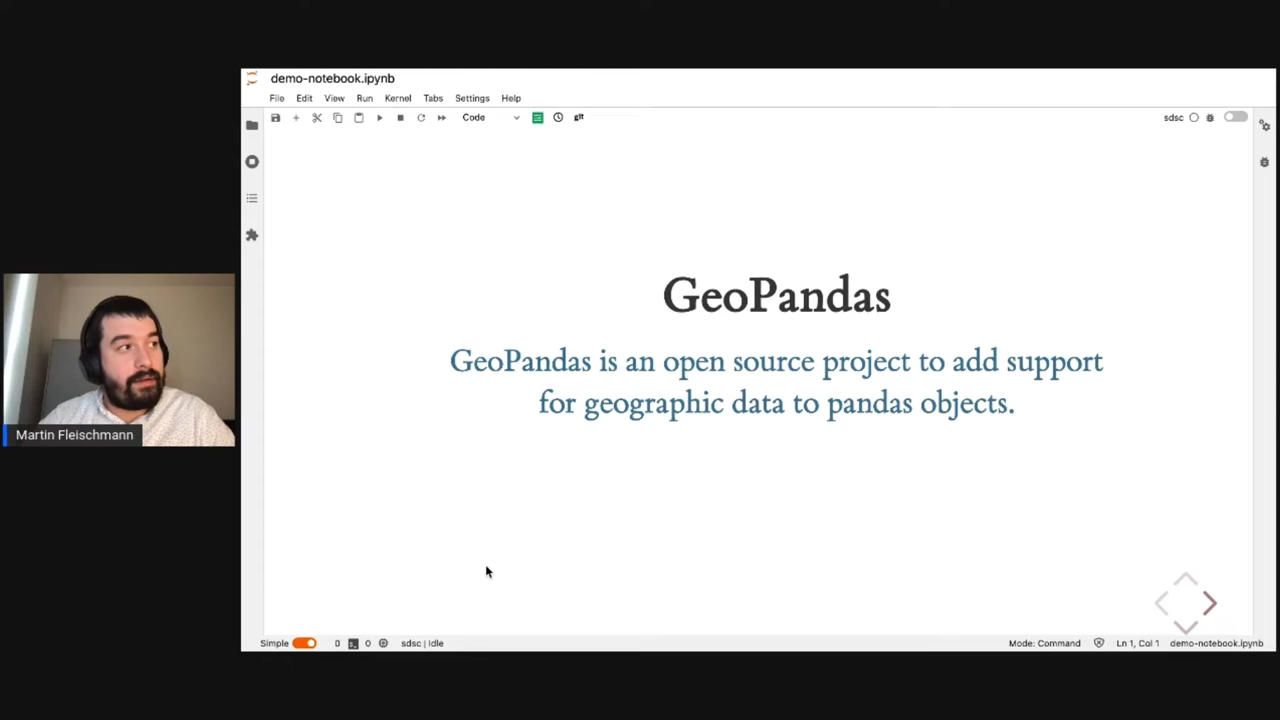 demo-notebook.ipynb
File Edit View Run Kernel Tabs Settings Help
Code git sdsc
GeoPandas
GeoPandas is an open source project to add support
for geographic data to pandas objects.
Martin Fleischmann
Simple 0 0 sdsc | Idle Mode: Command Ln 1, Col 1 demo-notebook.ipynb